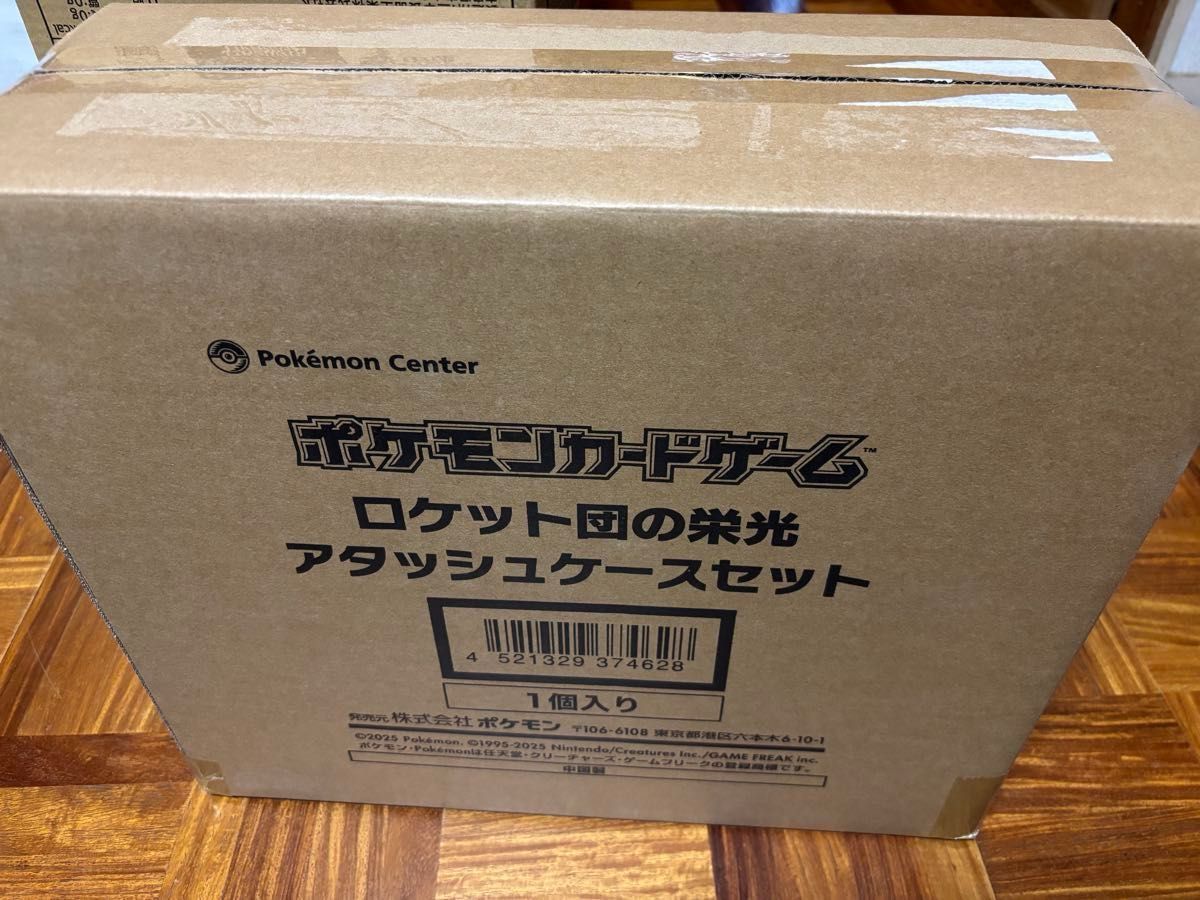 Pokémon Center
ポケモンカードゲーム™
ロケット団の栄光
アタッシュケースセット
4 521329 374628
1個入り
発売元 株式会社 ポケモン 〒106-6108 東京都港区六本木6-10-1
©2025 Pokémon. ©1995-2025 Nintendo/Creatures Inc./GAME FREAK inc.
ポケモン・Pokémonは任天堂・クリーチャーズ・ゲームフリークの登録商標です。
中国製